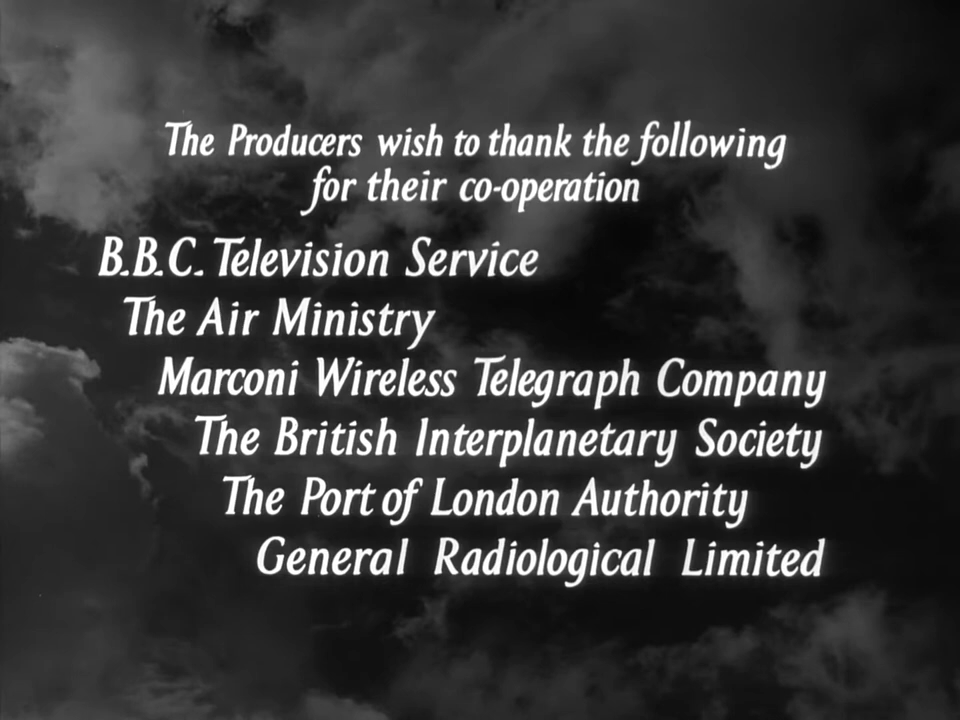 The Producers wish to thank the following
for their co-operation
B.B.C. Television Service
The Air Ministry
Marconi Wireless Telegraph Company
The British Interplanetary Society
The Port of London Authority
General Radiological Limited